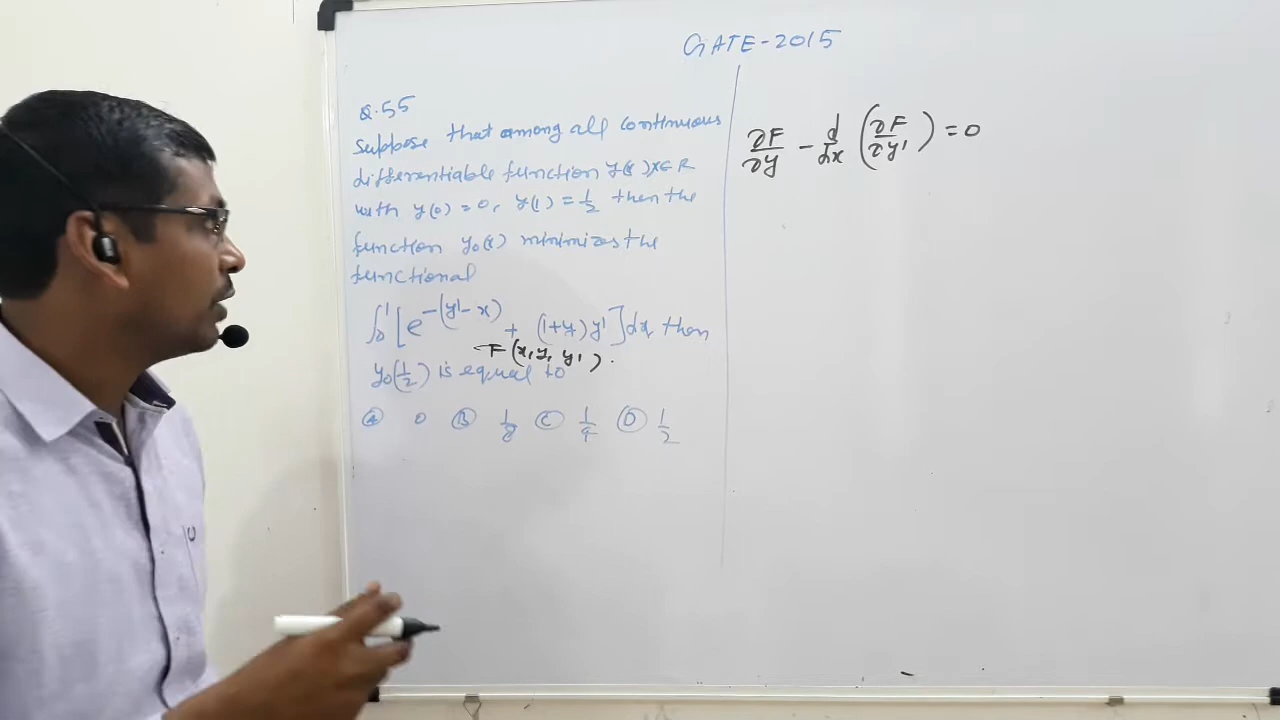 GATE-2015
Q.55
Suppose that among all continuous
differentiable function y(x) x∈R
with y(0) = 0, y(1) = 1/2 then the
function y₀(x) minimizes the
functional
∫₀¹ [e^{-(y'-x)} + (1+y)y'] dx then
F(x, y, y').
y₀(1/2) is equal to
Ⓐ 0 Ⓑ 1/8 Ⓒ 1/4 Ⓓ 1/2
∂F/∂y - d/dx (∂F/∂y') = 0